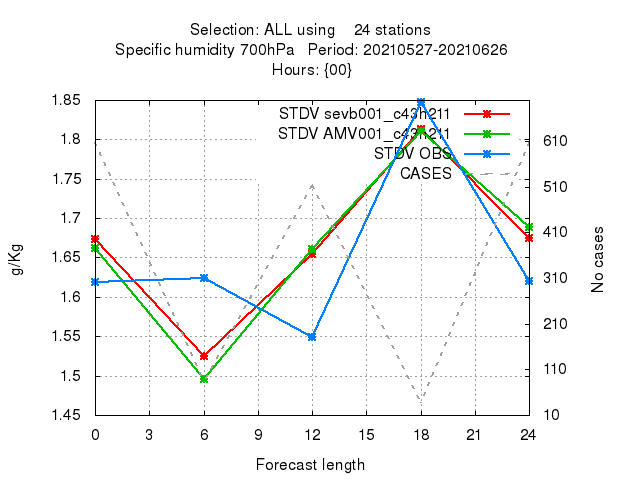 Selection: ALL using    24 stations
Specific humidity 700hPa   Period: 20210527-20210626
Hours: {00}
STDV sevb001_c43h211
STDV AMV001_c43h211
STDV OBS
CASES
1.85
1.8
1.75
1.7
1.65
1.6
1.55
1.5
1.45
610
510
410
310
210
110
10
g/Kg
No cases
0 3 6 9 12 15 18 21 24
Forecast length